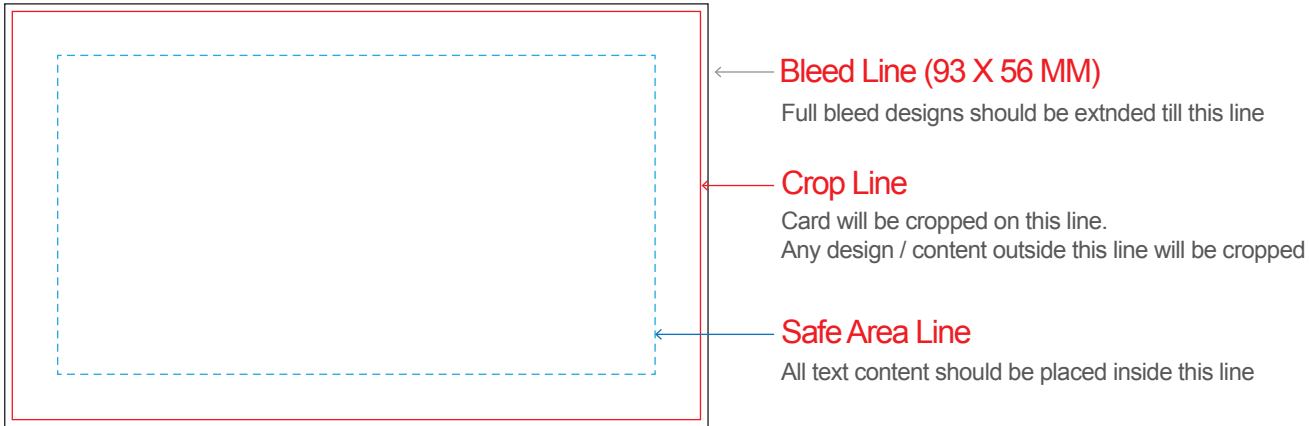 Bleed Line (93 X 56 MM)
Full bleed designs should be extnded till this line
Crop Line
Card will be cropped on this line.
Any design / content outside this line will be cropped
Safe Area Line
All text content should be placed inside this line